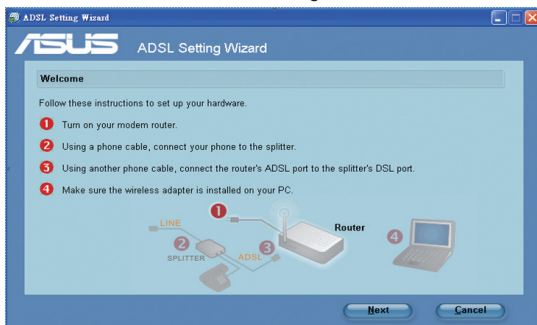 ADSL Setting Wizard
ASUS ADSL Setting Wizard
Welcome
Follow these instructions to set up your hardware.
1 Turn on your modem router.
2 Using a phone cable, connect your phone to the splitter.
3 Using another phone cable, connect the router's ADSL port to the splitter's DSL port.
4 Make sure the wireless adapter is installed on your PC.
1
LINE
Router
2
3
4
SPLITTER
ADSL
Next
Cancel